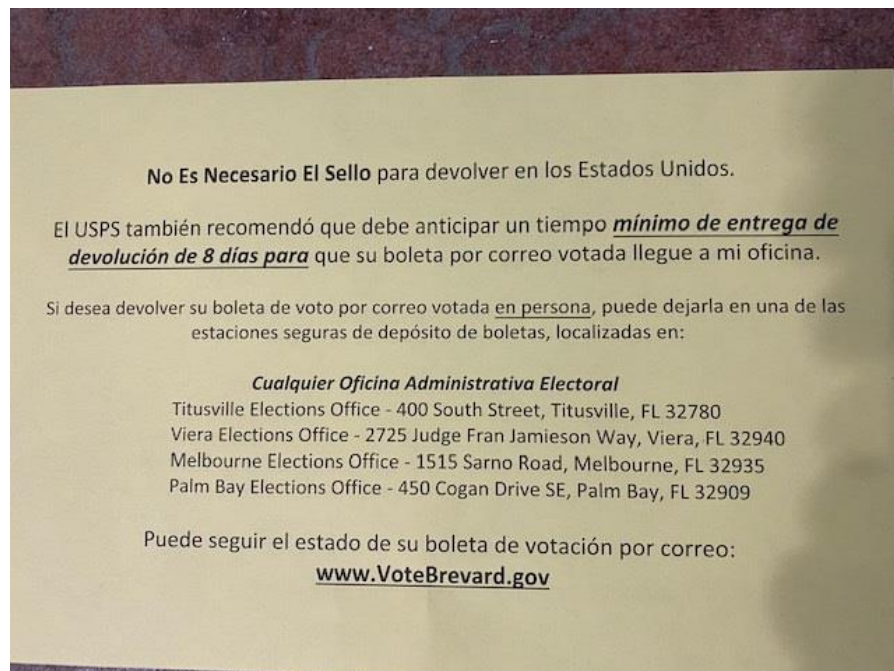 No Es Necesario El Sello para devolver en los Estados Unidos.
El USPS también recomendó que debe anticipar un tiempo mínimo de entrega de
devolución de 8 días para que su boleta por correo votada llegue a mi oficina.
Si desea devolver su boleta de voto por correo votada en persona, puede dejarla en una de las
estaciones seguras de depósito de boletas, localizadas en:
Cualquier Oficina Administrativa Electoral
Titusville Elections Office - 400 South Street, Titusville, FL 32780
Viera Elections Office - 2725 Judge Fran Jamieson Way, Viera, FL 32940
Melbourne Elections Office - 1515 Sarno Road, Melbourne, FL 32935
Palm Bay Elections Office - 450 Cogan Drive SE, Palm Bay, FL 32909
Puede seguir el estado de su boleta de votación por correo:
www.VoteBrevard.gov